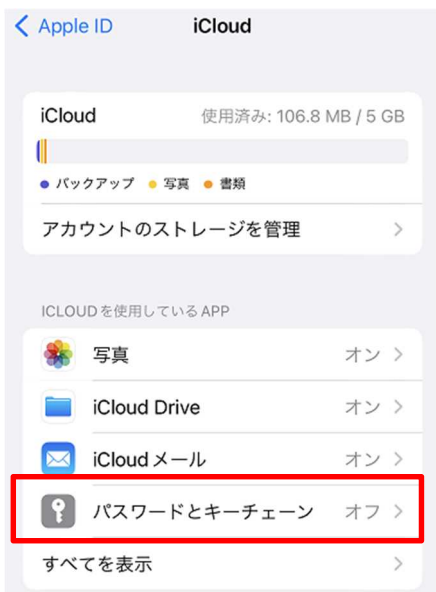 Apple ID iCloud
iCloud 使用済み: 106.8 MB / 5 GB
バックアップ 写真 書類
アカウントのストレージを管理
ICLOUDを使用しているAPP
写真 オン
iCloud Drive オン
iCloudメール オン
パスワードとキーチェーン オフ
すべてを表示